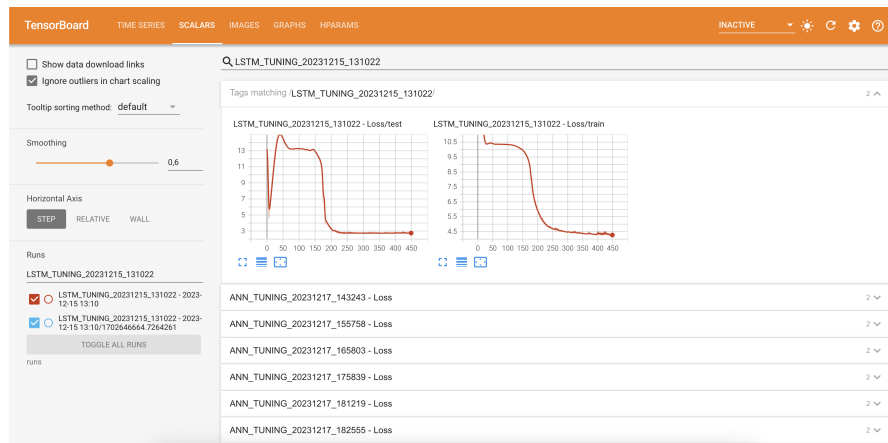 TensorBoard TIME SERIES SCALARS IMAGES GRAPHS HPARAMS INACTIVE
Show data download links
Ignore outliers in chart scaling
Tooltip sorting method: default
Smoothing
0,6
Horizontal Axis
STEP RELATIVE WALL
Runs
LSTM_TUNING_20231215_131022
LSTM_TUNING_20231215_131022 - 2023-
12-15 13:10
LSTM_TUNING_20231215_131022 - 2023-
12-15 13:10/1702646664.7264261
TOGGLE ALL RUNS
runs
LSTM_TUNING_20231215_131022
Tags matching /LSTM_TUNING_20231215_131022/ 2
LSTM_TUNING_20231215_131022 - Loss/test
13
11
9
7
5
3
0 50 100 150 200 250 300 350 400 450
LSTM_TUNING_20231215_131022 - Loss/train
10.5
9.5
8.5
7.5
6.5
5.5
4.5
0 50 100 150 200 250 300 350 400 450
ANN_TUNING_20231217_143243 - Loss 2
ANN_TUNING_20231217_155758 - Loss 2
ANN_TUNING_20231217_165803 - Loss 2
ANN_TUNING_20231217_175839 - Loss 2
ANN_TUNING_20231217_181219 - Loss 2
ANN_TUNING_20231217_182555 - Loss 2